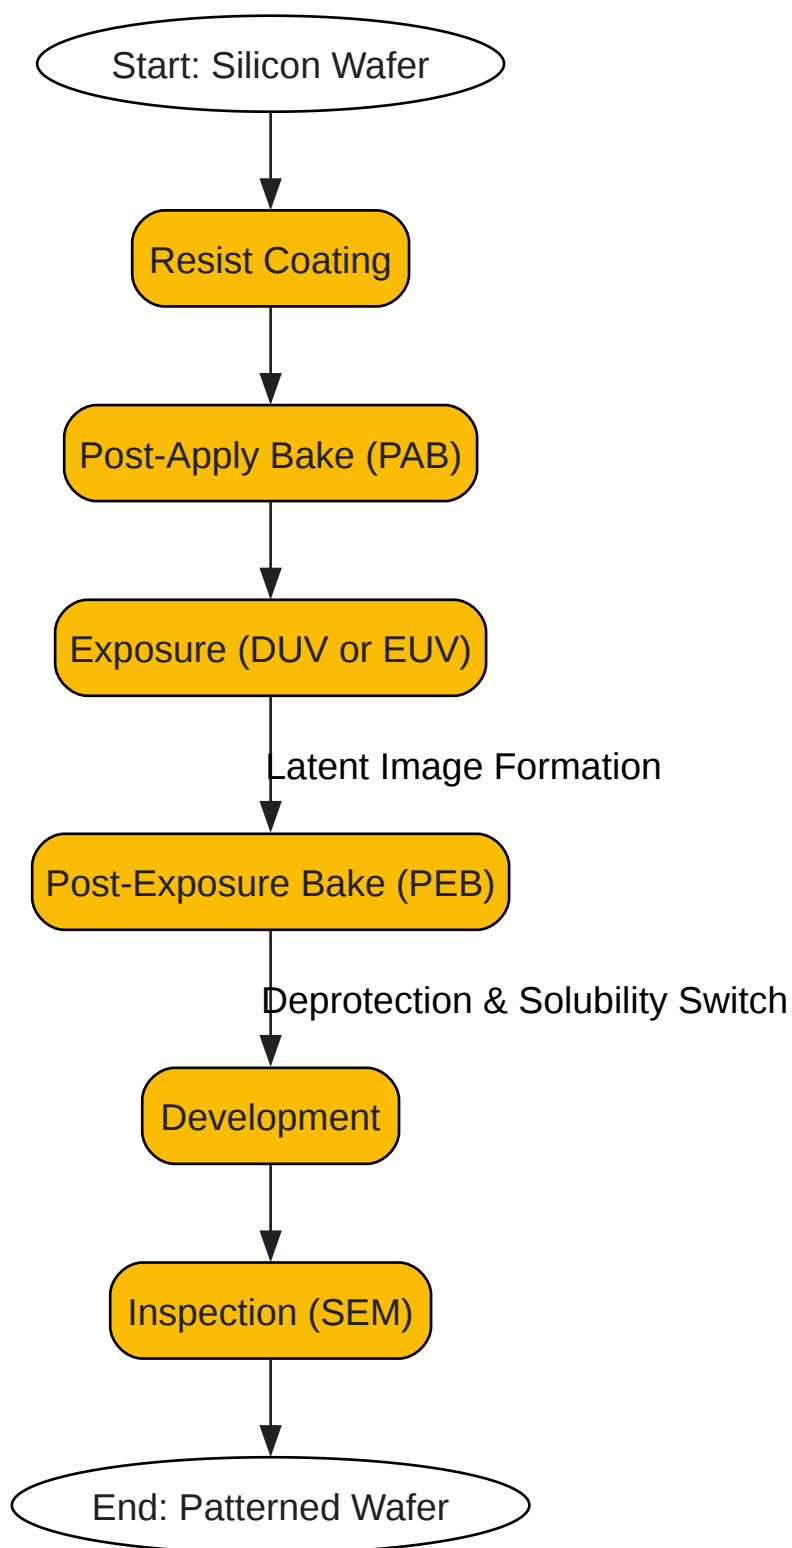 Start: Silicon Wafer
Resist Coating
Post-Apply Bake (PAB)
Exposure (DUV or EUV)
Latent Image Formation
Post-Exposure Bake (PEB)
Deprotection & Solubility Switch
Development
Inspection (SEM)
End: Patterned Wafer